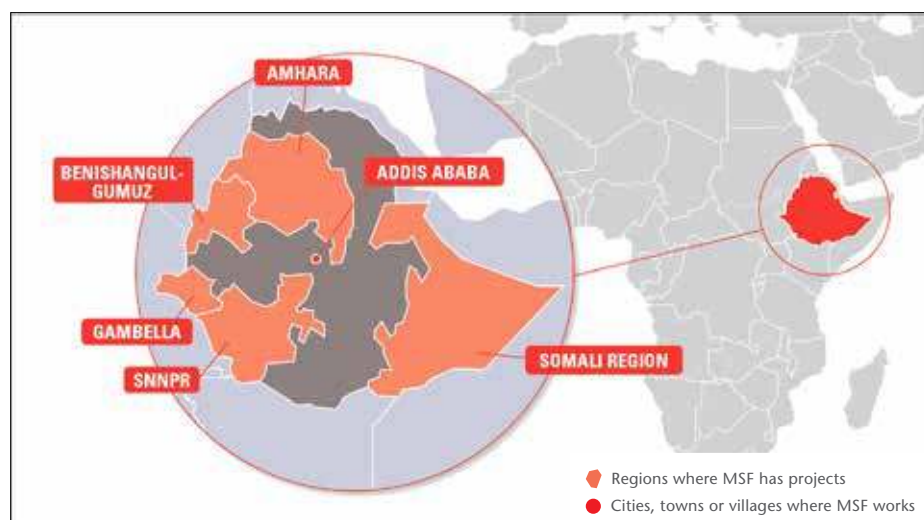 AMHARA
BENISHANGUL-
GUMUZ
ADDIS ABABA
GAMBELLA
SNNPR
SOMALI REGION
Regions where MSF has projects
Cities, towns or villages where MSF works